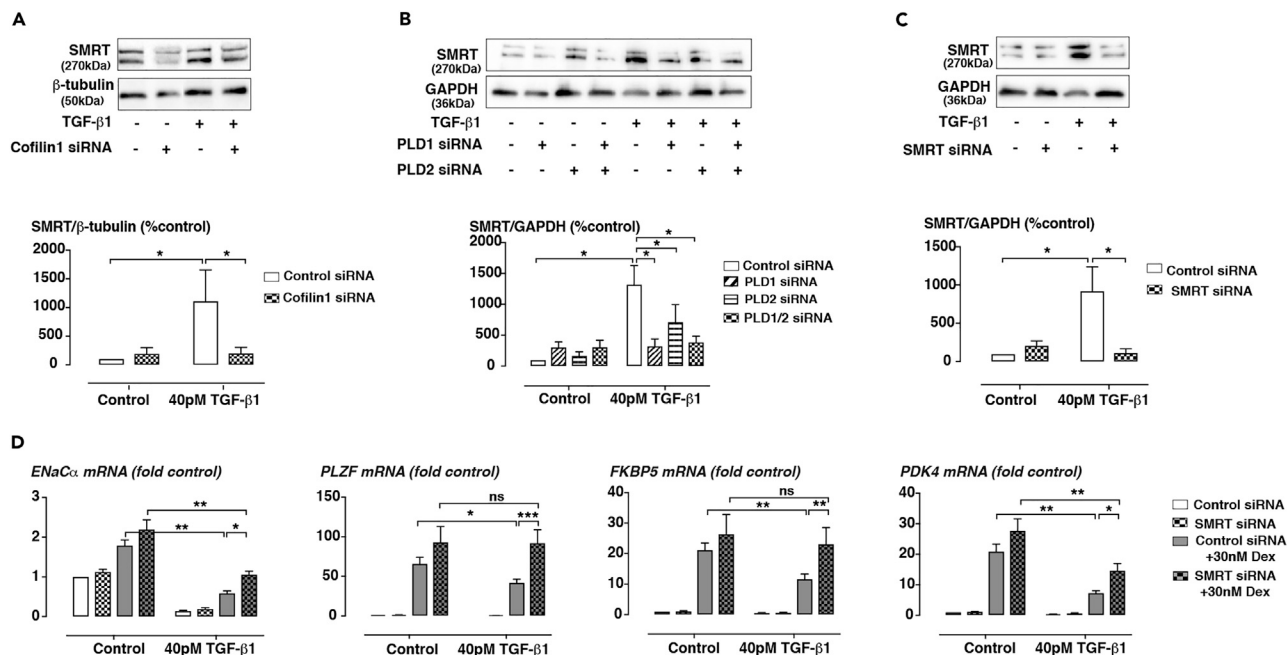 A
SMRT
(270kDa)
β-tubulin
(50kDa)
TGF-β1 - - + +
Cofilin1 siRNA - + - +
SMRT/β-tubulin (%control)
2000
1500
1000
500
0
* *
Control siRNA
Cofilin1 siRNA
Control 40pM TGF-β1
B
SMRT
(270kDa)
GAPDH
(36kDa)
TGF-β1 - - - - + + + +
PLD1 siRNA - + - + - + - +
PLD2 siRNA - - + + - - + +
SMRT/GAPDH (%control)
2000
1500
1000
500
0
* * * *
Control siRNA
PLD1 siRNA
PLD2 siRNA
PLD1/2 siRNA
Control 40pM TGF-β1
C
SMRT
(270kDa)
GAPDH
(36kDa)
TGF-β1 - - + +
SMRT siRNA - + - +
SMRT/GAPDH (%control)
1500
1000
500
0
* *
Control siRNA
SMRT siRNA
Control 40pM TGF-β1
D
ENaCα mRNA (fold control)
3
2
1
0
**
** *
Control 40pM TGF-β1
PLZF mRNA (fold control)
125
100
75
50
25
0
ns
* ***
Control 40pM TGF-β1
FKBP5 mRNA (fold control)
40
30
20
10
0
ns
** **
Control 40pM TGF-β1
PDK4 mRNA (fold control)
40
30
20
10
0
**
** *
Control 40pM TGF-β1
Control siRNA
SMRT siRNA
Control siRNA
+30nM Dex
SMRT siRNA
+30nM Dex